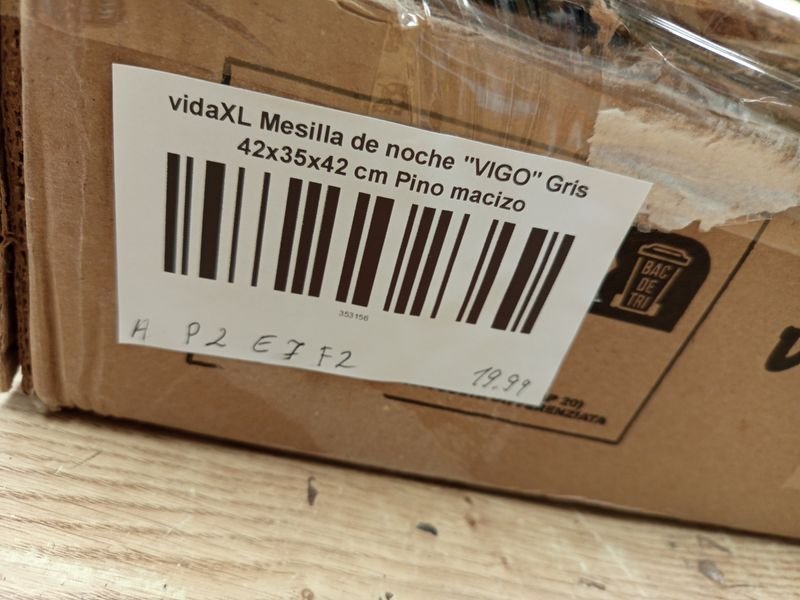 vidaXL Mesilla de noche "VIGO" Gris
42x35x42 cm Pino macizo
353156
A P2 E7 F2
19.99
BAC
DE
TRI
P 20)